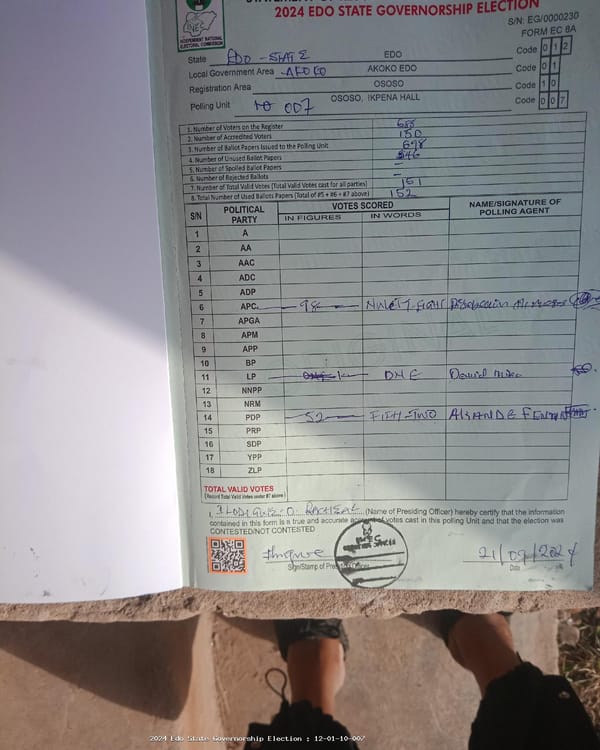 2024 EDO STATE GOVERNORSHIP ELECTION
S/N: EG/0000230
FORM EC 8A
INDEPENDENT NATIONAL ELECTORAL COMMISSION
State EDO-STATE EDO Code 0 1 2
Local Government Area AKOKO AKOKO EDO Code 0 1
Registration Area OSOSO Code 1 0
Polling Unit 007 OSOSO, IKPENA HALL Code 0 0 7
1. Number of Voters on the Register
2. Number of Accredited Voters 150
3. Number of Ballot Papers Issued to the Polling Unit 698
4. Number of Unused Ballot Papers 546
5. Number of Spoiled Ballot Papers -
6. Number of Rejected Ballots -
7. Number of Total Valid Votes (Total Valid Votes cast for all parties) 151
8. Total Number of Used Ballots Papers (Total of #5 + #6 + #7 above) 152
S/N POLITICAL PARTY VOTES SCORED NAME/SIGNATURE OF POLLING AGENT
IN FIGURES IN WORDS
1 A
2 AA
3 AAC
4 ADC
5 ADP
6 APC 98 NINETY EIGHT
7 APGA
8 APM
9 APP
10 BP
11 LP 1 ONE David
12 NNPP
13 NRM
14 PDP 52 FIFTY-TWO
15 PRP
16 SDP
17 YPP
18 ZLP
TOTAL VALID VOTES
(Record Total Valid Votes under #7 above)
I, O. RACHEAL (Name of Presiding Officer) hereby certify that the information
contained in this form is a true and accurate account of votes cast in this polling Unit and that the election was
CONTESTED/NOT CONTESTED
21/09/2024
Sign/Stamp of Presiding Officer Date
2024 Edo State Governorship Election : 12-01-10-007